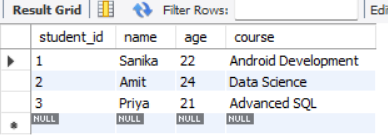 Result Grid Filter Rows: Edi
student_id name age course
1 Sanika 22 Android Development
2 Amit 24 Data Science
3 Priya 21 Advanced SQL
NULL NULL NULL NULL